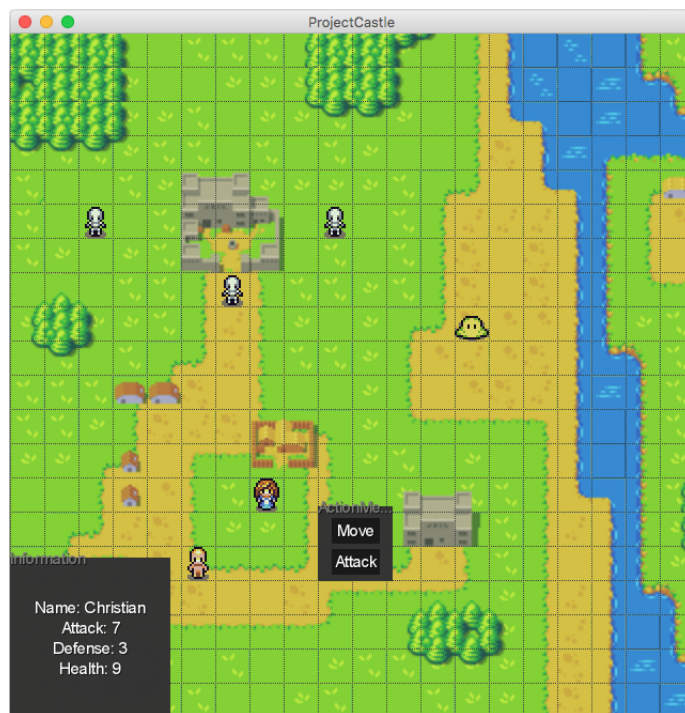 ProjectCastle
ActionMe...
Move
Attack
Information
Name: Christian
Attack: 7
Defense: 3
Health: 9